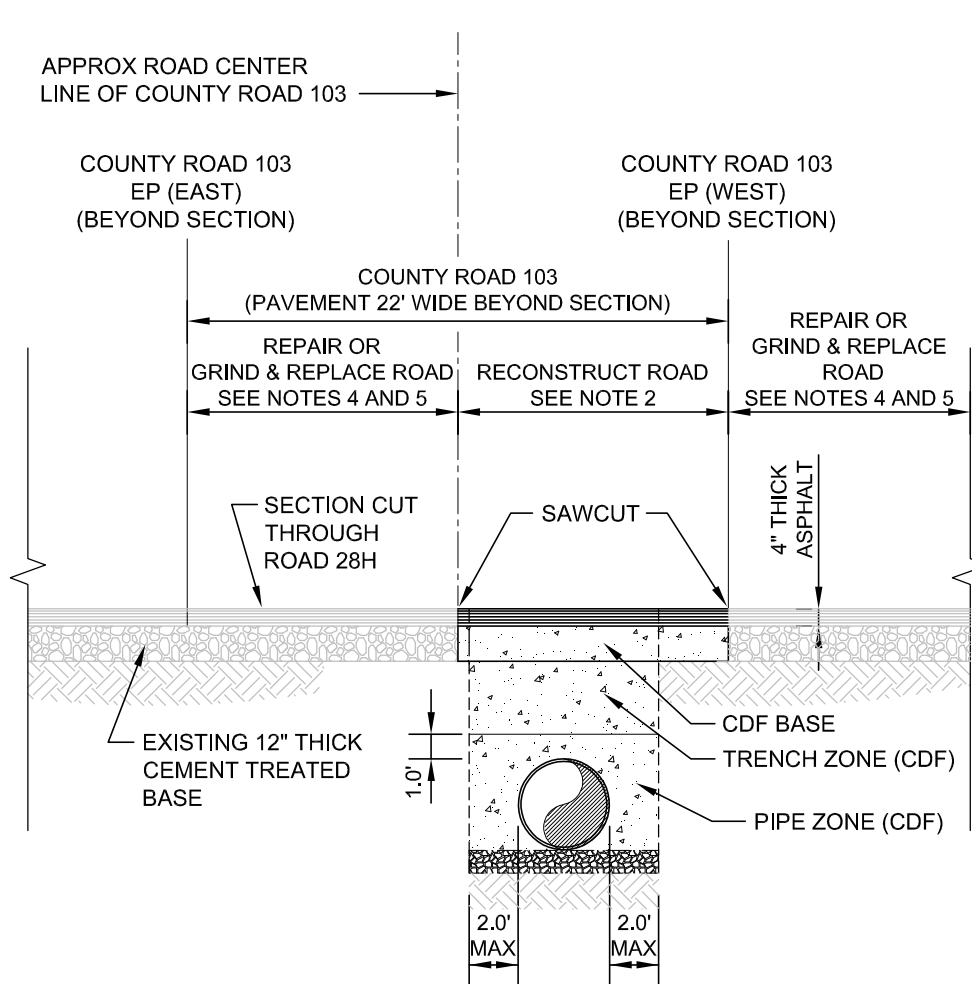 APPROX ROAD CENTER
LINE OF COUNTY ROAD 103
COUNTY ROAD 103
EP (EAST)
(BEYOND SECTION)
COUNTY ROAD 103
EP (WEST)
(BEYOND SECTION)
COUNTY ROAD 103
(PAVEMENT 22' WIDE BEYOND SECTION)
REPAIR OR
GRIND & REPLACE ROAD
SEE NOTES 4 AND 5
RECONSTRUCT ROAD
SEE NOTE 2
REPAIR OR
GRIND & REPLACE
ROAD
SEE NOTES 4 AND 5
SECTION CUT
THROUGH
ROAD 28H
SAWCUT
4" THICK
ASPHALT
EXISTING 12" THICK
CEMENT TREATED
BASE
1.0'
CDF BASE
TRENCH ZONE (CDF)
PIPE ZONE (CDF)
2.0'
MAX
2.0'
MAX